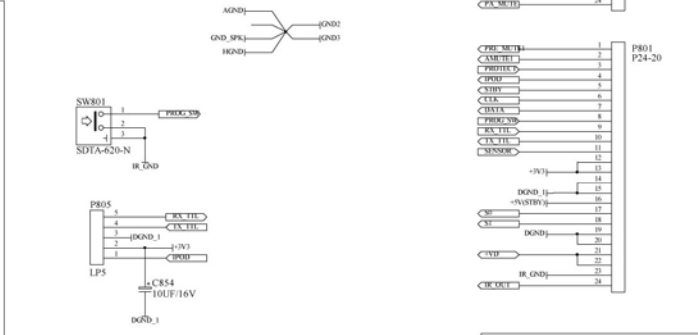 PA_MUTE
24
AGND
GND2
GND_SPK
GND3
HGND
PRE_MUTE1 1
P801
AMUTE1 2
P24-20
PROTECT 3
IPOD 4
STBY 5
CLK 6
DATA 7
PROG_SW 8
RX_TTL 9
TX_TTL 10
SENSOR 11
12
+3V3 13
14
DGND_1 15
+5V(STBY) 16
S0 17
S1 18
DGND 19
20
+VD 21
22
IR_GND 23
IR_OUT 24
SW801
1 PROG_SW
2
3
SDTA-620-N
IR_GND
P805
5 RX_TTL
4 TX_TTL
3 DGND_1
2 +3V3
1 IPOD
LP5
+ C854
10UF/16V
DGND_1